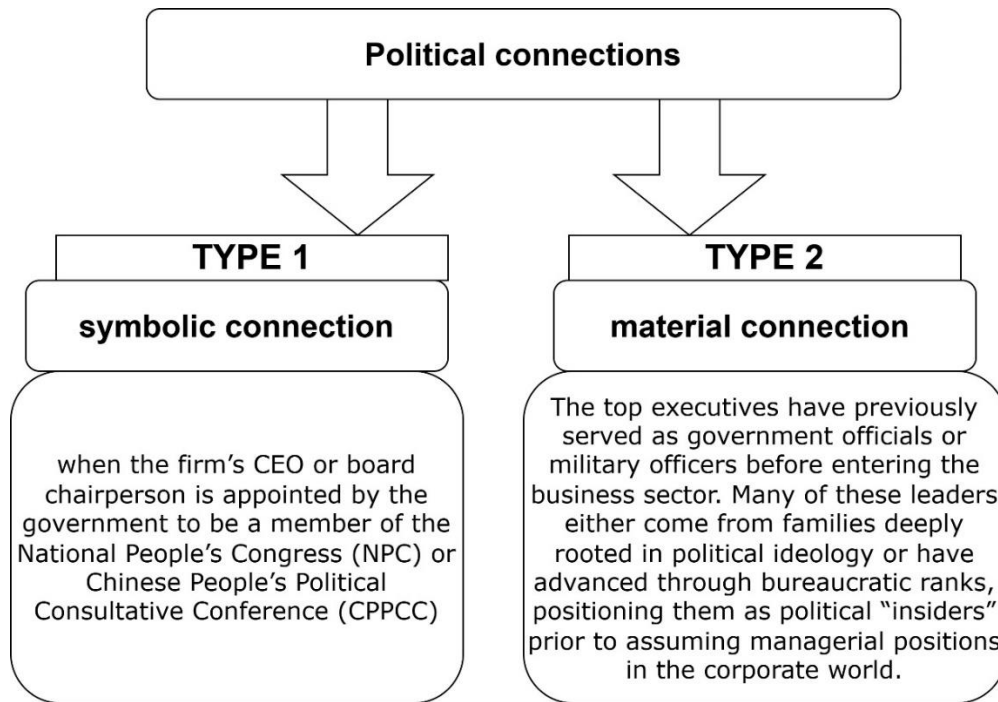 Political connections
TYPE 1
symbolic connection
when the firm’s CEO or board
chairperson is appointed by the
government to be a member of the
National People’s Congress (NPC) or
Chinese People’s Political
Consultative Conference (CPPCC)
TYPE 2
material connection
The top executives have previously
served as government officials or
military officers before entering the
business sector. Many of these leaders
either come from families deeply
rooted in political ideology or have
advanced through bureaucratic ranks,
positioning them as political “insiders”
prior to assuming managerial positions
in the corporate world.